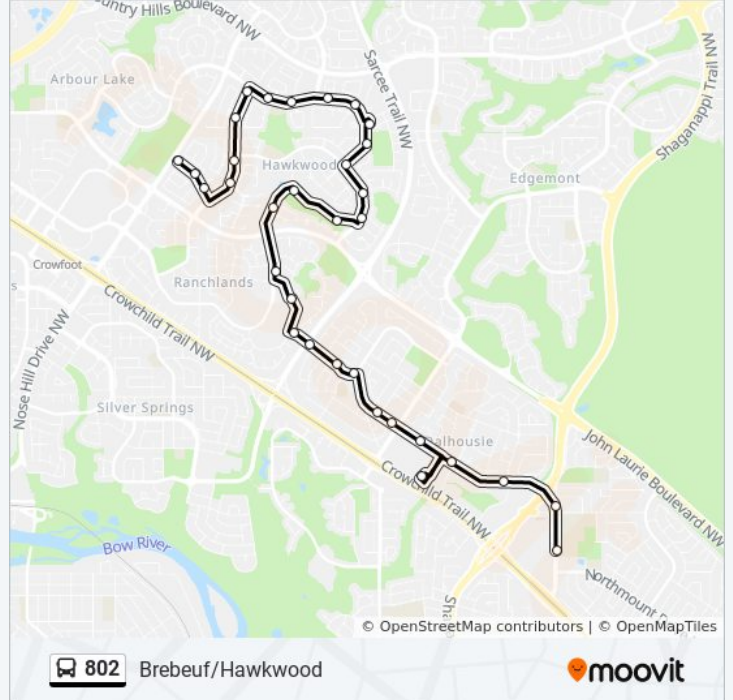 untry Hills Boulevard NW
Arbour Lake
Sarcee Trail NW
Shaganappi Trail NW
Hawkwood
Edgemont
Crowfoot
Ranchlands
s
Crowchild Trail NW
Nose Hill Drive NW
Silver Springs
Dalhousie
John Laurie Boulevard NW
Crowchild Trail NW
Bow River
Northmount
Sha
© OpenStreetMap contributors | © OpenMapTiles
802 Brebeuf/Hawkwood
moovit